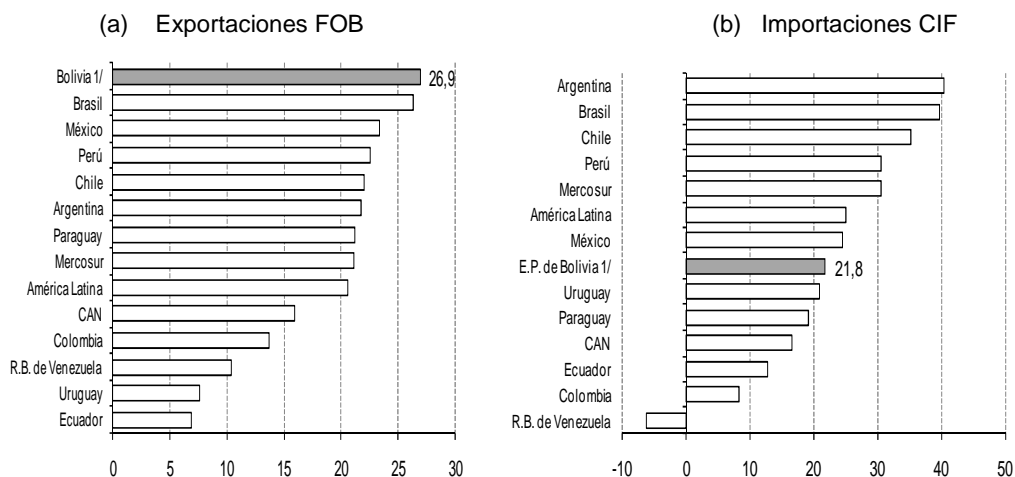 (a) Exportaciones FOB
Bolivia 1/
26,9
Brasil
México
Perú
Chile
Argentina
Paraguay
Mercosur
América Latina
CAN
Colombia
R.B. de Venezuela
Uruguay
Ecuador
0 5 10 15 20 25 30
(b) Importaciones CIF
Argentina
Brasil
Chile
Perú
Mercosur
América Latina
México
E.P. de Bolivia 1/
21,8
Uruguay
Paraguay
CAN
Ecuador
Colombia
R.B. de Venezuela
-10 0 10 20 30 40 50